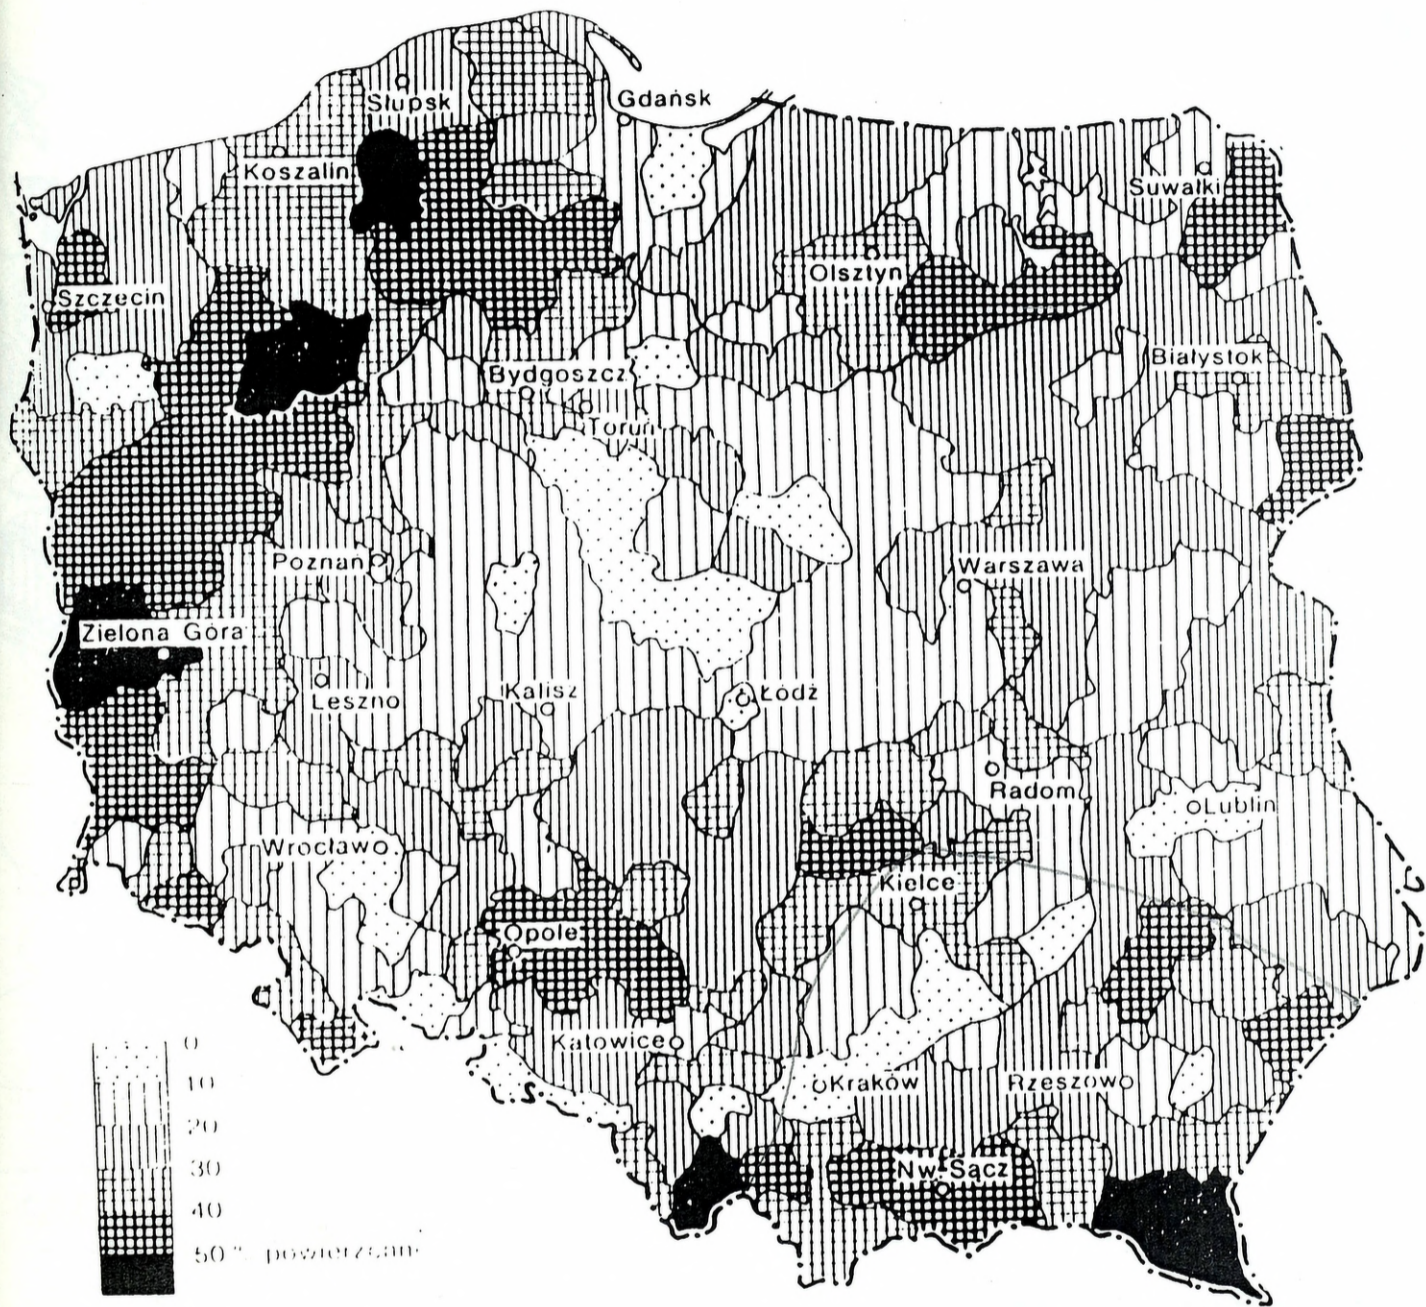 Słupsk
Gdańsk
Koszalin
Suwałki
Olsztyn
Szczecin
Białystok
Bydgoszcz
Toruń
Poznań
Warszawa
Zielona Góra
Leszno
Kalisz
Łódź
Radom
Lublin
Wrocław
Kielce
Opole
Katowice
Kraków
Rzeszów
Nw. Sącz
0
10
20
30
40
50 %